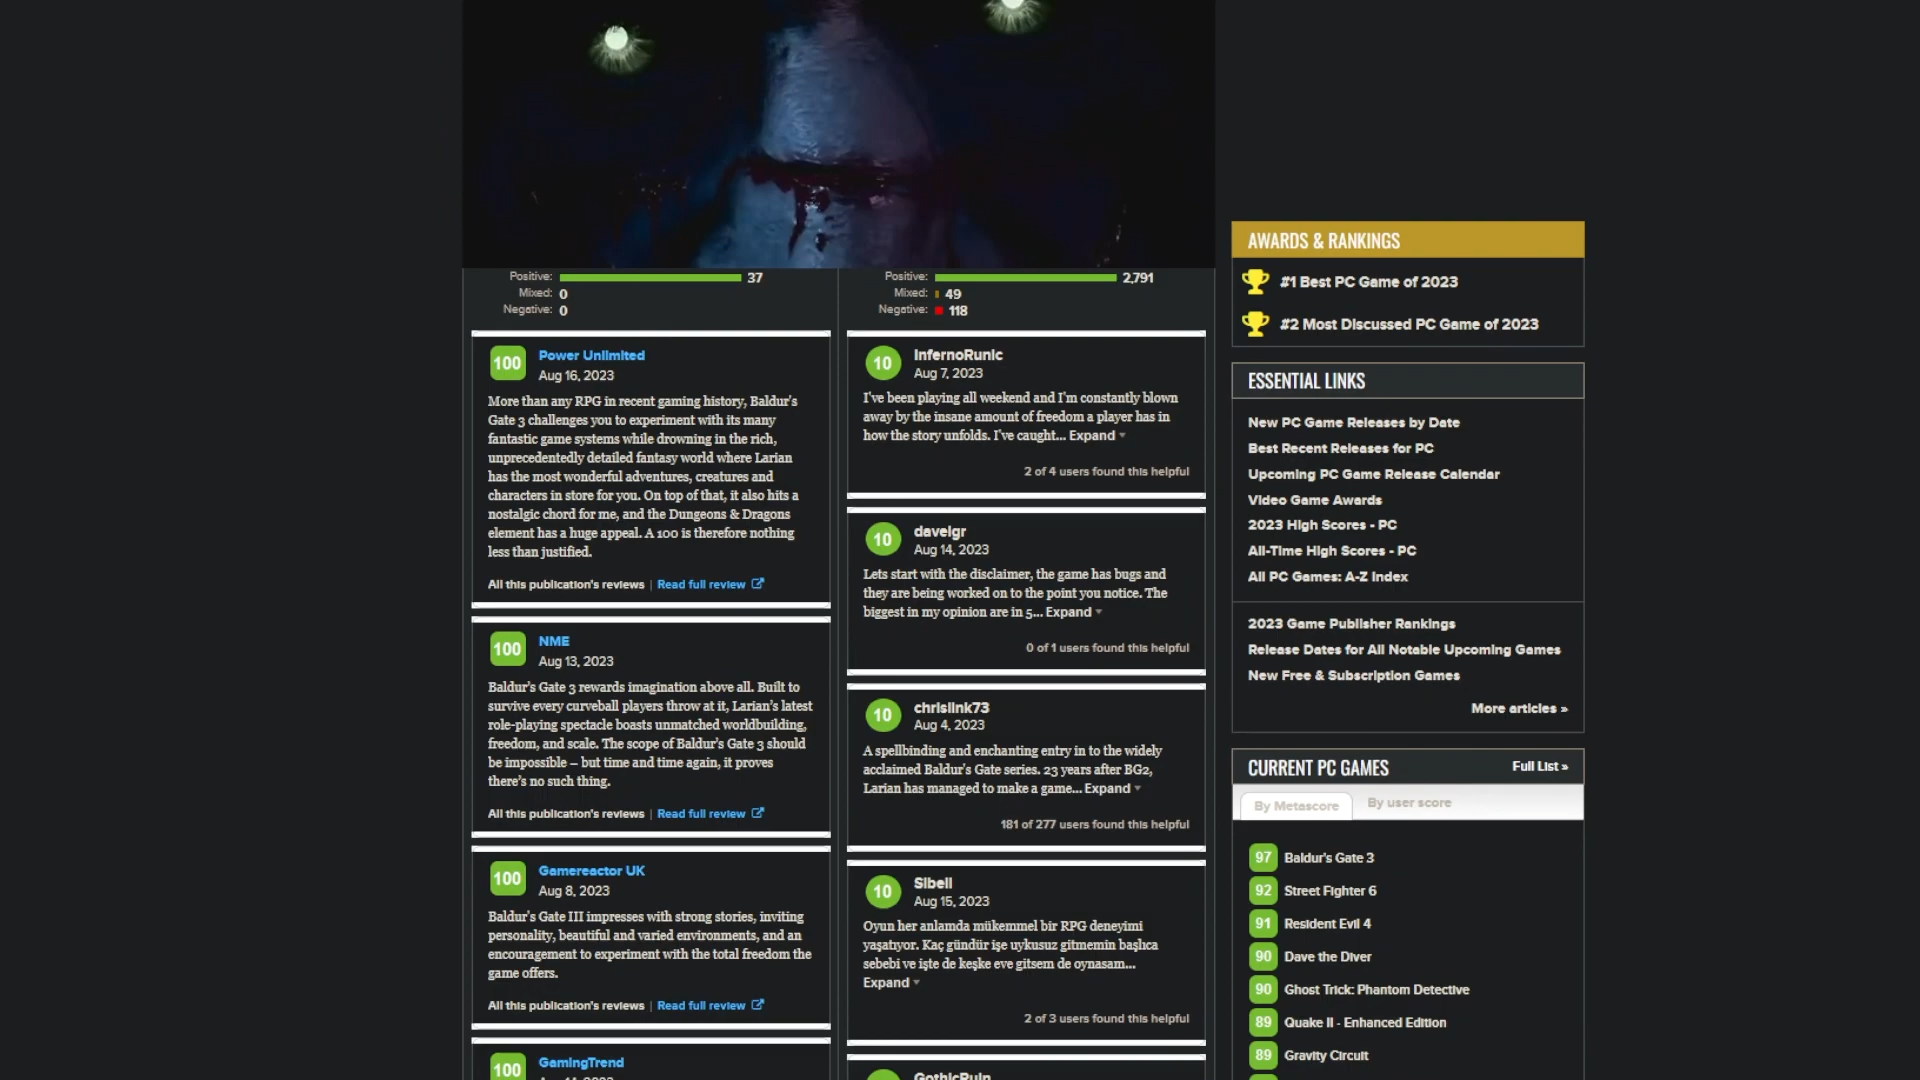 Positive: 37
Mixed: 0
Negative: 0
100 Power Unlimited
Aug 16, 2023
More than any RPG in recent gaming history, Baldur's
Gate 3 challenges you to experiment with its many
fantastic game systems while drowning in the rich,
unprecedentedly detailed fantasy world where Larian
has the most wonderful adventures, creatures and
characters in store for you. On top of that, it also hits a
nostalgic chord for me, and the Dungeons & Dragons
element has a huge appeal. A 100 is therefore nothing
less than justified.
All this publication's reviews | Read full review
100 NME
Aug 13, 2023
Baldur's Gate 3 rewards imagination above all. Built to
survive every curveball players throw at it, Larian's latest
role-playing spectacle boasts unmatched worldbuilding,
freedom, and scale. The scope of Baldur's Gate 3 should
be impossible – but time and time again, it proves
there's no such thing.
All this publication's reviews | Read full review
100 Gamereactor UK
Aug 8, 2023
Baldur's Gate III impresses with strong stories, inviting
personality, beautiful and varied environments, and an
encouragement to experiment with the total freedom the
game offers.
All this publication's reviews | Read full review
100 GamingTrend
Positive: 2,791
Mixed: 49
Negative: 118
10 InfernoRunic
Aug 7, 2023
I've been playing all weekend and I'm constantly blown
away by the insane amount of freedom a player has in
how the story unfolds. I've caught... Expand
2 of 4 users found this helpful
10 daveigr
Aug 14, 2023
Lets start with the disclaimer, the game has bugs and
they are being worked on to the point you notice. The
biggest in my opinion are in 5... Expand
0 of 1 users found this helpful
10 chrislink73
Aug 4, 2023
A spellbinding and enchanting entry in to the widely
acclaimed Baldur's Gate series. 23 years after BG2,
Larian has managed to make a game... Expand
181 of 277 users found this helpful
10 Sibell
Aug 15, 2023
Oyun her anlamda mükemmel bir RPG deneyimi
yaşatıyor. Kaç gündür işe uykusuz gitmemin başlıca
sebebi ve işte de keşke eve gitsem de oynasam...
Expand
2 of 3 users found this helpful
GothicRuin
AWARDS & RANKINGS
#1 Best PC Game of 2023
#2 Most Discussed PC Game of 2023
ESSENTIAL LINKS
New PC Game Releases by Date
Best Recent Releases for PC
Upcoming PC Game Release Calendar
Video Game Awards
2023 High Scores - PC
All-Time High Scores - PC
All PC Games: A-Z Index
2023 Game Publisher Rankings
Release Dates for All Notable Upcoming Games
New Free & Subscription Games
More articles »
CURRENT PC GAMES Full List »
By Metascore By user score
97 Baldur's Gate 3
92 Street Fighter 6
91 Resident Evil 4
90 Dave the Diver
90 Ghost Trick: Phantom Detective
89 Quake II - Enhanced Edition
89 Gravity Circuit